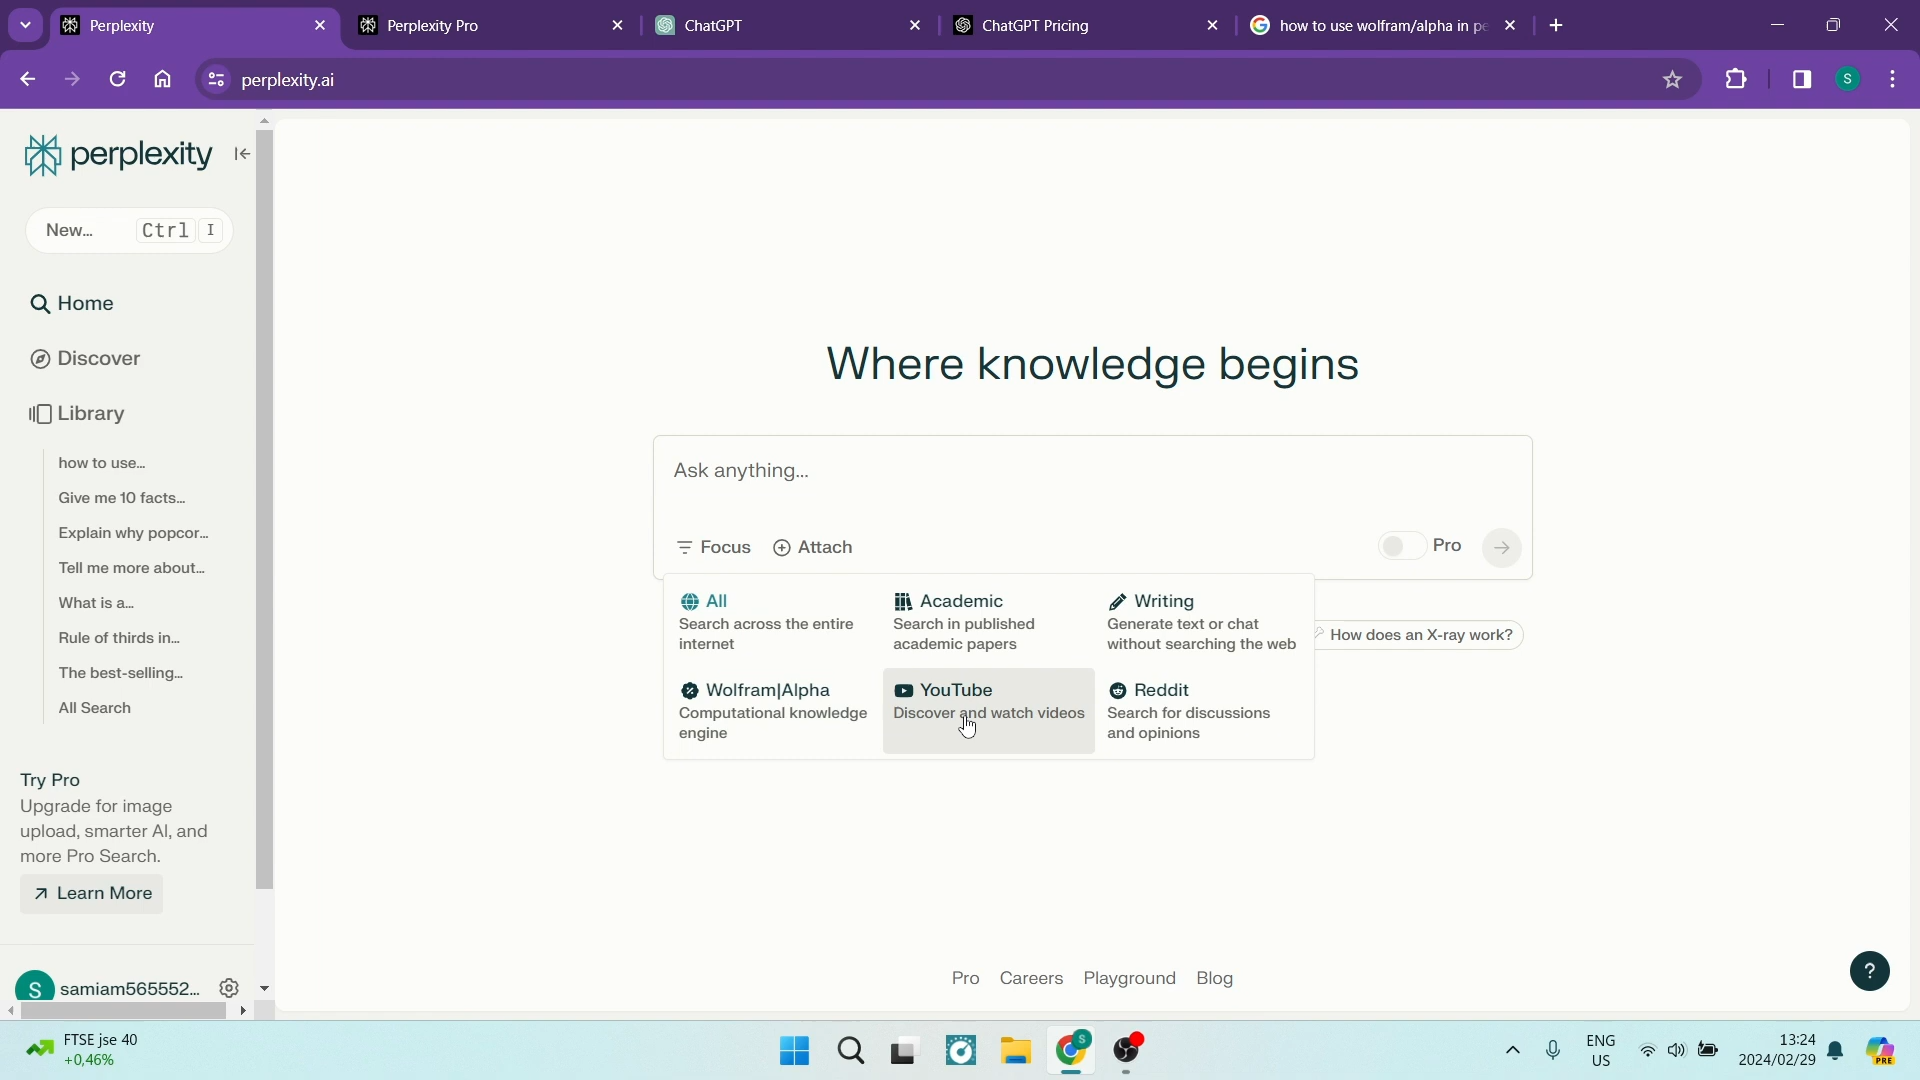 Perplexity
Perplexity Pro
ChatGPT
ChatGPT Pricing
how to use wolfram/alpha in pe
perplexity.ai
S
perplexity
New... Ctrl I
Home
Discover
Library
how to use...
Give me 10 facts...
Explain why popcor...
Tell me more about...
What is a...
Rule of thirds in...
The best-selling...
All Search
Try Pro
Upgrade for image
upload, smarter AI, and
more Pro Search.
Learn More
S samiam565552...
Where knowledge begins
Ask anything...
Focus Attach Pro
All
Search across the entire
internet
Academic
Search in published
academic papers
Writing
Generate text or chat
without searching the web
Wolfram|Alpha
Computational knowledge
engine
YouTube
Discover and watch videos
Reddit
Search for discussions
and opinions
How does an X-ray work?
Pro Careers Playground Blog
?
FTSE jse 40
+0,46%
S
ENG
US
13:24
2024/02/29
PRE